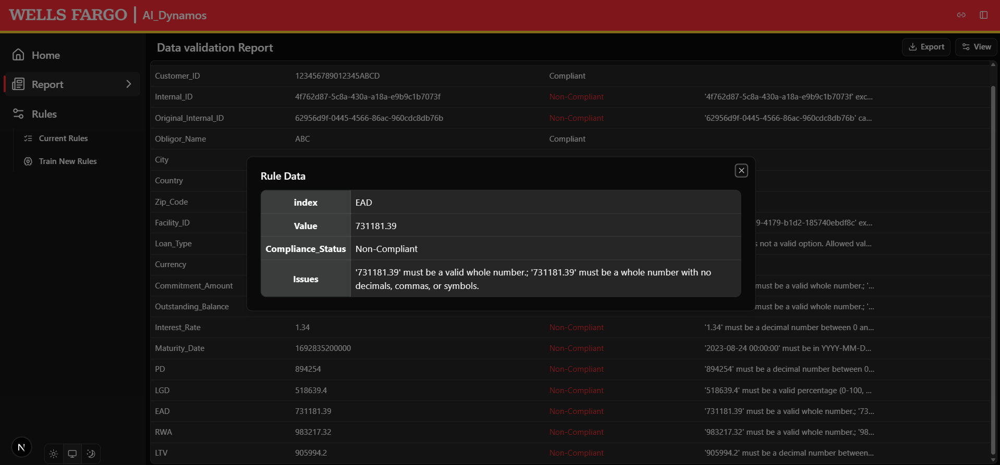 WELLS FARGO | AI_Dynamos
Home
Report
Rules
Current Rules
Train New Rules
Data validation Report
Export
View
Customer_ID 123456789012345ABCD Compliant
Internal_ID 4f762d87-5c8a-430a-a18a-e9b9c1b7073f Non-Compliant '4f762d87-5c8a-430a-a18a-e9b9c1b7073f' exc...
Original_Internal_ID 62956d9f-0445-4566-86ac-960cdc8db76b Non-Compliant '62956d9f-0445-4566-86ac-960cdc8db76b' ca...
Obligor_Name ABC Compliant
City
Country
Zip_Code
Facility_ID 9-4179-b1d2-185740ebdf8c' ex...
Loan_Type s not a valid option. Allowed val...
Currency
Commitment_Amount must be a valid whole number.; '...
Outstanding_Balance must be a valid whole number.; '...
Interest_Rate 1.34 Non-Compliant '1.34' must be a decimal number between 0 an...
Maturity_Date 1692835200000 Non-Compliant '2023-08-24 00:00:00' must be in YYYY-MM-D...
PD 894254 Non-Compliant '894254' must be a decimal number between 0...
LGD 518639.4 Non-Compliant '518639.4' must be a valid percentage (0-100, ...
EAD 731181.39 Non-Compliant '731181.39' must be a valid whole number.; '73...
RWA 983217.32 Non-Compliant '983217.32' must be a valid whole number.; '98...
LTV 905994.2 Non-Compliant '905994.2' must be a decimal number between...
Rule Data
index EAD
Value 731181.39
Compliance_Status Non-Compliant
Issues '731181.39' must be a valid whole number.; '731181.39' must be a whole number with no
decimals, commas, or symbols.
N